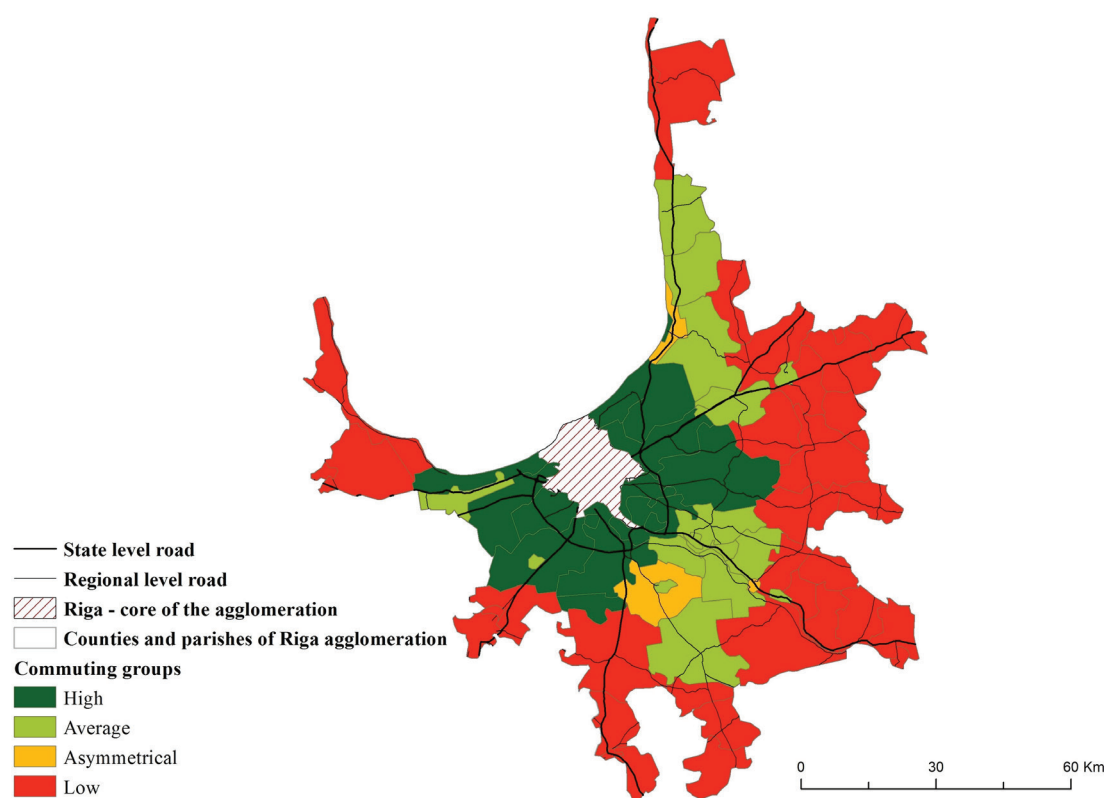 State level road
Regional level road
Riga - core of the agglomeration
Counties and parishes of Riga agglomeration
Commuting groups
High
Average
Asymmetrical
Low
0 30 60 Km